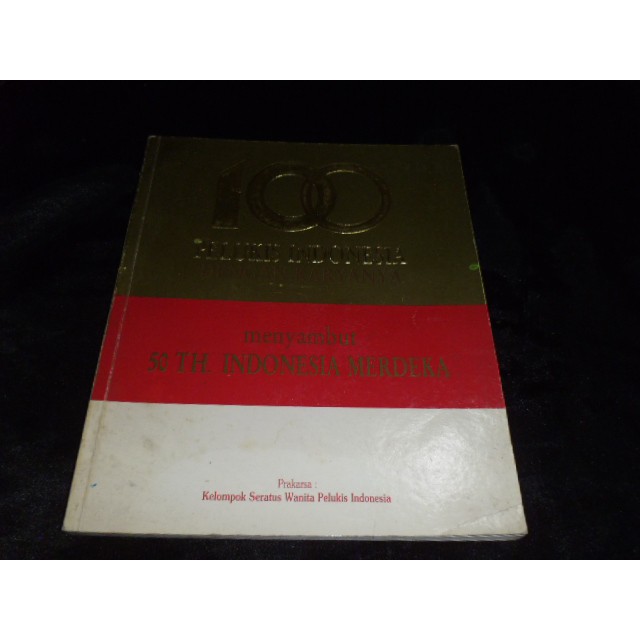 100
PELUKIS INDONESIA
menyambut
50 TH. INDONESIA MERDEKA
Prakarsa :
Kelompok Seratus Wanita Pelukis Indonesia